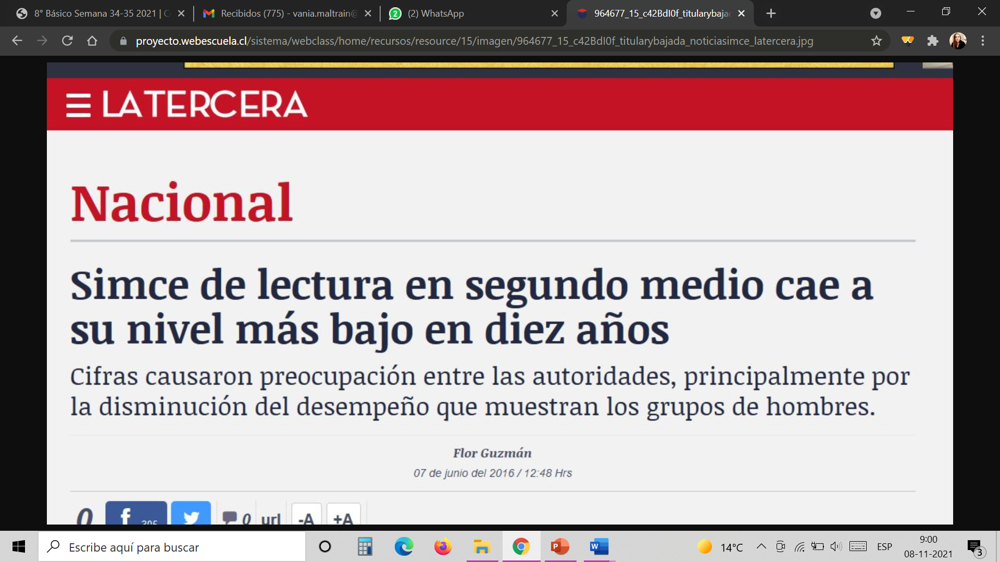 8° Básico Semana 34-35 2021 | C
Recibidos (775) - vania.maltrain@
(2) WhatsApp
964677_15_c42BdI0f_titularybajad
proyecto.webescuela.cl/sistema/webclass/home/recursos/resource/15/imagen/964677_15_c42BdI0f_titularybajada_noticiasimce_latercera.jpg
LATERCERA
Nacional
Simce de lectura en segundo medio cae a
su nivel más bajo en diez años
Cifras causaron preocupación entre las autoridades, principalmente por
la disminución del desempeño que muestran los grupos de hombres.
Flor Guzmán
07 de junio del 2016 / 12:48 Hrs
0 305 0 url -A +A
Escribe aquí para buscar
14°C
ESP
9:00
08-11-2021
3